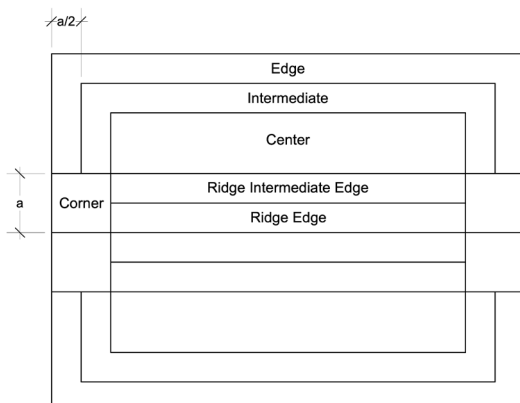 a/2
Edge
Intermediate
Center
Ridge Intermediate Edge
a
Corner
Ridge Edge